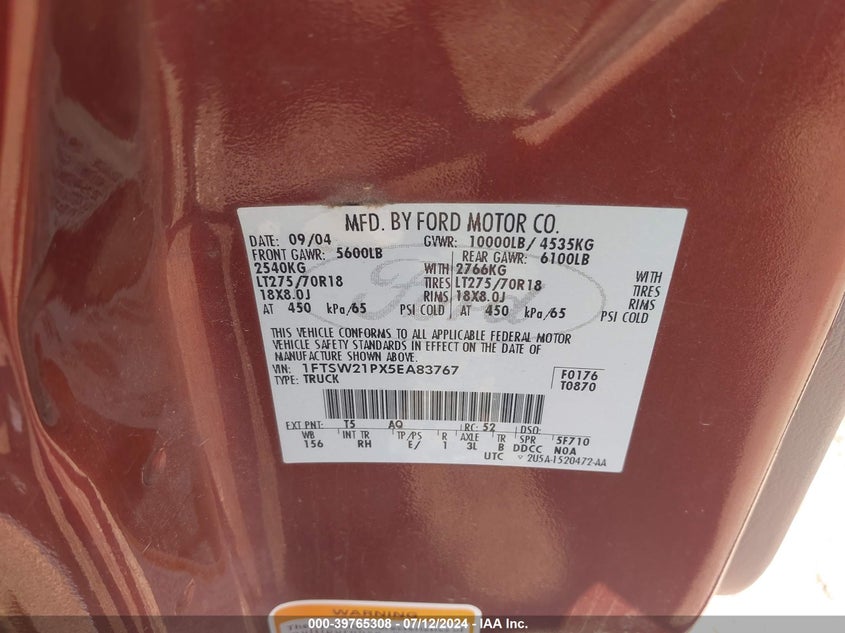 MFD. BY FORD MOTOR CO.
DATE: 09/04 GVWR: 10000LB/ 4535KG
FRONT GAWR: 5600LB REAR GAWR: 6100LB
2540KG WITH 2766KG WITH
LT275/70R18 TIRES LT275/70R18 TIRES
18X8.0J RIMS 18X8.0J RIMS
AT 450 kPa/65 PSI COLD AT 450 kPa/65 PSI COLD
Ford
THIS VEHICLE CONFORMS TO ALL APPLICABLE FEDERAL MOTOR
VEHICLE SAFETY STANDARDS IN EFFECT ON THE DATE OF
MANUFACTURE SHOWN ABOVE.
VIN: 1FTSW21PX5EA83767 F0176
TYPE: TRUCK T0870
EXT PNT: T5 AQ RC: 52 DSO:
WB INT TR TP/PS R AXLE TR SPR 5F710
156 RH E/ 1 3L B DDCC NOA
UTC ▽ 2U5A-1520472-AA
WARNING
000-39765308 - 07/12/2024 - IAA Inc.